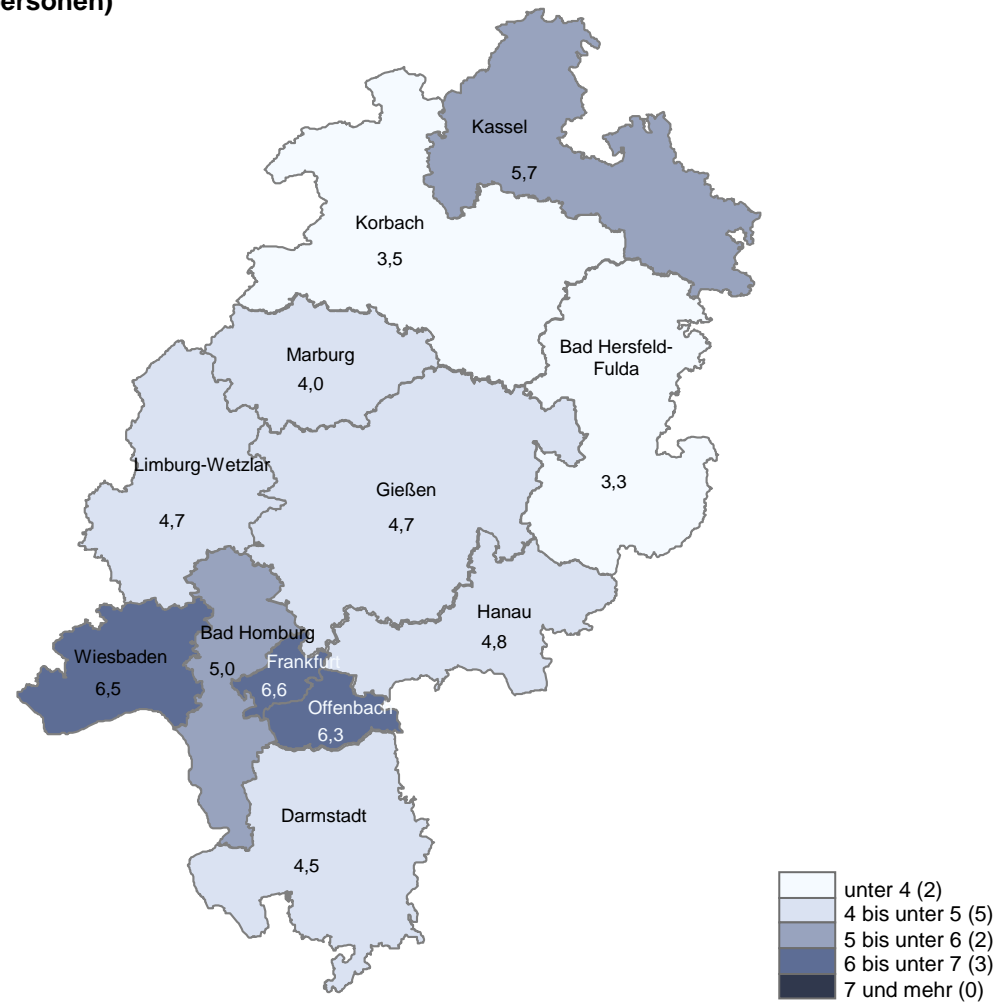 ersonen)
Kassel
5,7
Korbach
3,5
Marburg
4,0
Bad Hersfeld-
Fulda
3,3
Limburg-Wetzlar
4,7
Gießen
4,7
Hanau
4,8
Bad Homburg
5,0
Wiesbaden
6,5
Frankfurt
6,6
Offenbach
6,3
Darmstadt
4,5
unter 4 (2)
4 bis unter 5 (5)
5 bis unter 6 (2)
6 bis unter 7 (3)
7 und mehr (0)